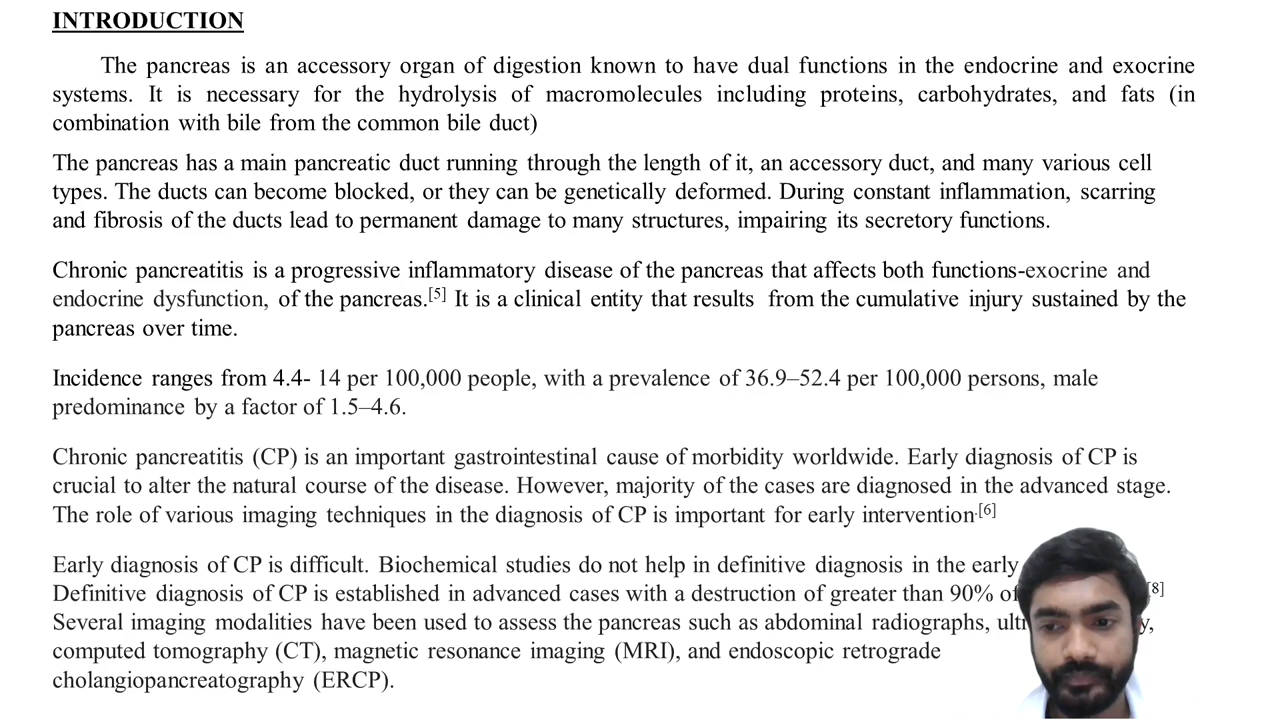 INTRODUCTION
The pancreas is an accessory organ of digestion known to have dual functions in the endocrine and exocrine
systems. It is necessary for the hydrolysis of macromolecules including proteins, carbohydrates, and fats (in
combination with bile from the common bile duct)
The pancreas has a main pancreatic duct running through the length of it, an accessory duct, and many various cell
types. The ducts can become blocked, or they can be genetically deformed. During constant inflammation, scarring
and fibrosis of the ducts lead to permanent damage to many structures, impairing its secretory functions.
Chronic pancreatitis is a progressive inflammatory disease of the pancreas that affects both functions-exocrine and
endocrine dysfunction, of the pancreas.[5] It is a clinical entity that results from the cumulative injury sustained by the
pancreas over time.
Incidence ranges from 4.4- 14 per 100,000 people, with a prevalence of 36.9–52.4 per 100,000 persons, male
predominance by a factor of 1.5–4.6.
Chronic pancreatitis (CP) is an important gastrointestinal cause of morbidity worldwide. Early diagnosis of CP is
crucial to alter the natural course of the disease. However, majority of the cases are diagnosed in the advanced stage.
The role of various imaging techniques in the diagnosis of CP is important for early intervention.[6]
Early diagnosis of CP is difficult. Biochemical studies do not help in definitive diagnosis in the early
Definitive diagnosis of CP is established in advanced cases with a destruction of greater than 90% of [8]
Several imaging modalities have been used to assess the pancreas such as abdominal radiographs,
computed tomography (CT), magnetic resonance imaging (MRI), and endoscopic retrograde
cholangiopancreatography (ERCP).